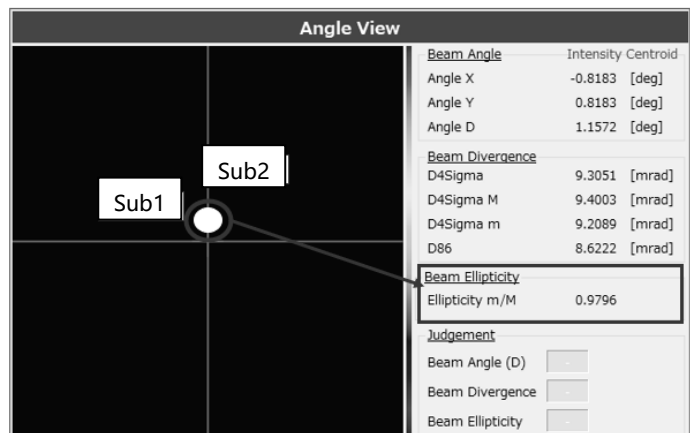 Angle View
Sub2
Sub1
Beam Angle Intensity Centroid
Angle X -0.8183 [deg]
Angle Y 0.8183 [deg]
Angle D 1.1572 [deg]
Beam Divergence
D4Sigma 9.3051 [mrad]
D4Sigma M 9.4003 [mrad]
D4Sigma m 9.2089 [mrad]
D86 8.6222 [mrad]
Beam Ellipticity
Ellipticity m/M 0.9796
Judgement
Beam Angle (D) -
Beam Divergence -
Beam Ellipticity -